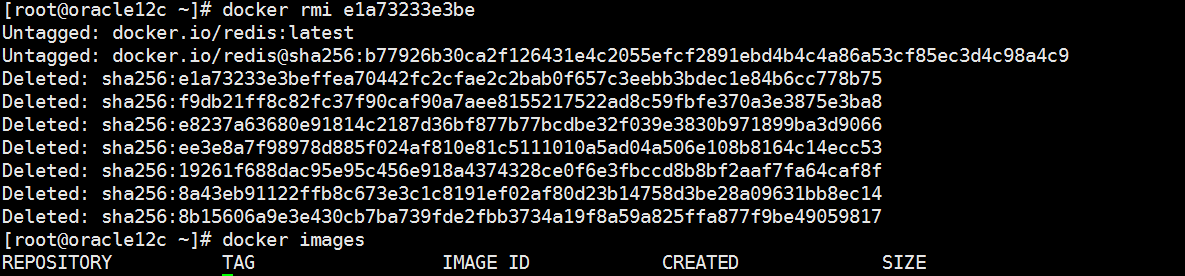 [root@oracle12c ~]# docker rmi e1a73233e3be
Untagged: docker.io/redis:latest
Untagged: docker.io/redis@sha256:b77926b30ca2f126431e4c2055efcf2891ebd4b4c4a86a53cf85ec3d4c98a4c9
Deleted: sha256:e1a73233e3beffea70442fc2cfae2c2bab0f657c3eebb3bdec1e84b6cc778b75
Deleted: sha256:f9db21ff8c82fc37f90caf90a7aee8155217522ad8c59fbfe370a3e3875e3ba8
Deleted: sha256:e8237a63680e91814c2187d36bf877b77bcdbe32f039e3830b971899ba3d9066
Deleted: sha256:ee3e8a7f98978d885f024af810e81c5111010a5ad04a506e108b8164c14ecc53
Deleted: sha256:19261f688dac95e95c456e918a4374328ce0f6e3fbccd8b8bf2aaf7fa64caf8f
Deleted: sha256:8a43eb91122ffb8c673e3c1c8191ef02af80d23b14758d3be28a09631bb8ec14
Deleted: sha256:8b15606a9e3e430cb7ba739fde2fbb3734a19f8a59a825ffa877f9be49059817
[root@oracle12c ~]# docker images
REPOSITORY          TAG                 IMAGE ID            CREATED             SIZE